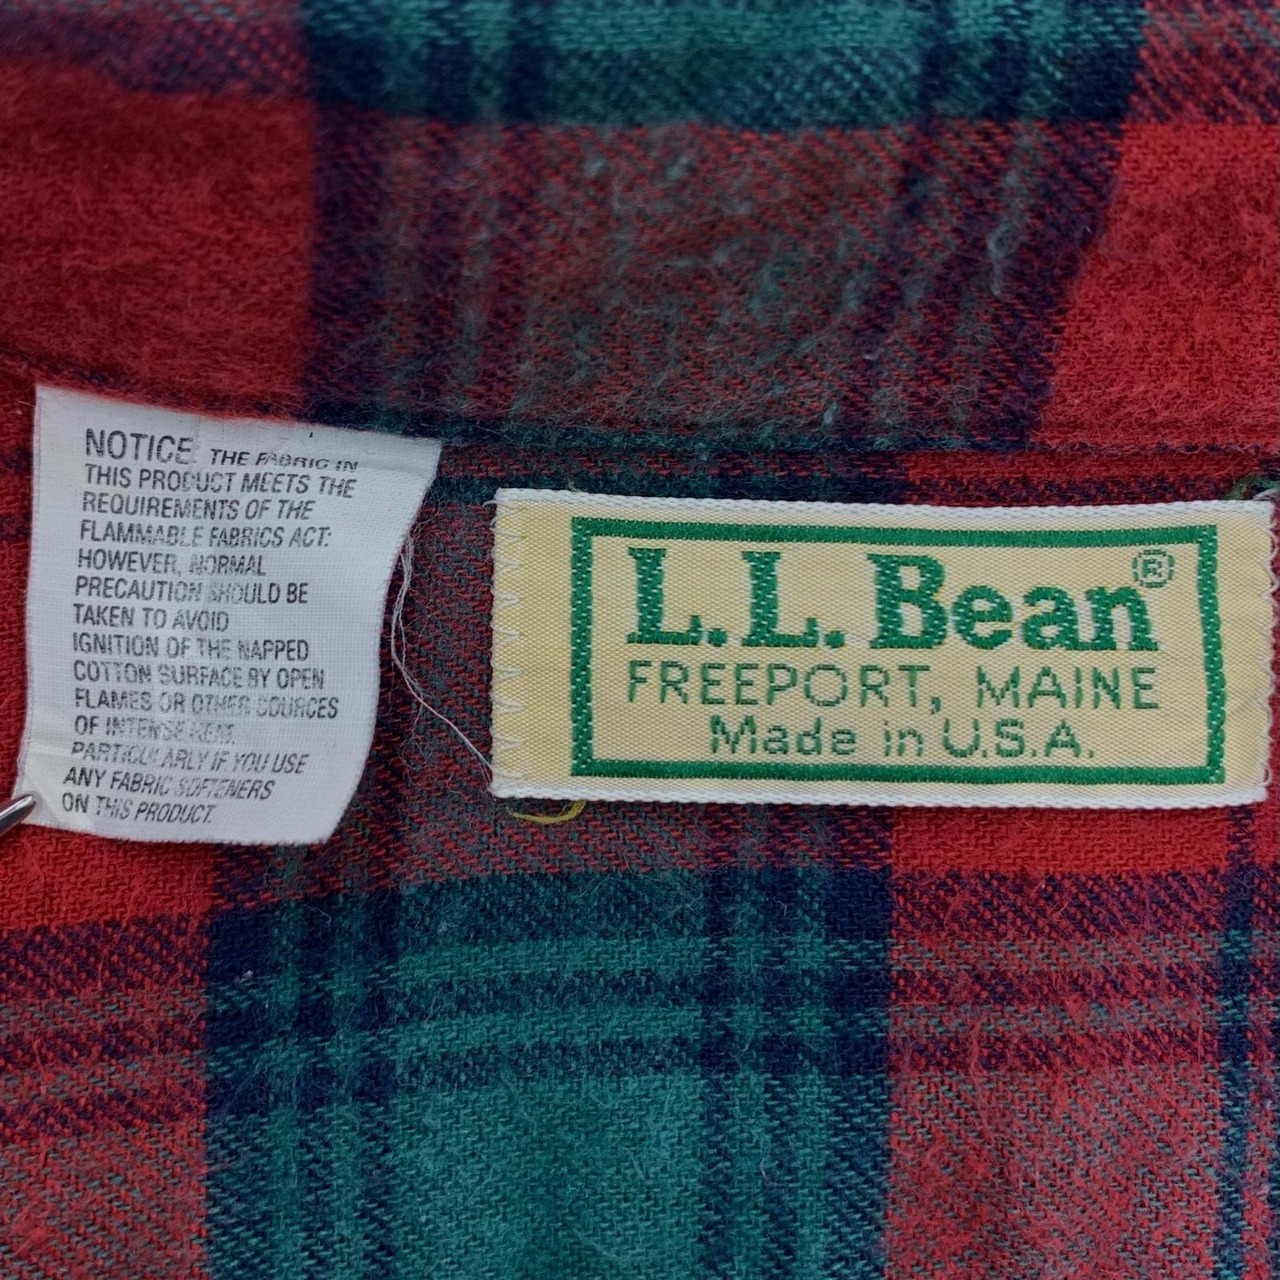 NOTICE THE FABRIC IN
THIS PRODUCT MEETS THE
REQUIREMENTS OF THE
FLAMMABLE FABRICS ACT:
HOWEVER, NORMAL
PRECAUTION SHOULD BE
TAKEN TO AVOID
IGNITION OF THE NAPPED
COTTON SURFACE BY OPEN
FLAMES OR OTHER SOURCES
OF INTENSE HEAT.
PARTICULARLY IF YOU USE
ANY FABRIC SOFTENERS
ON THIS PRODUCT.
L.L.Bean®
FREEPORT, MAINE
Made in U.S.A.